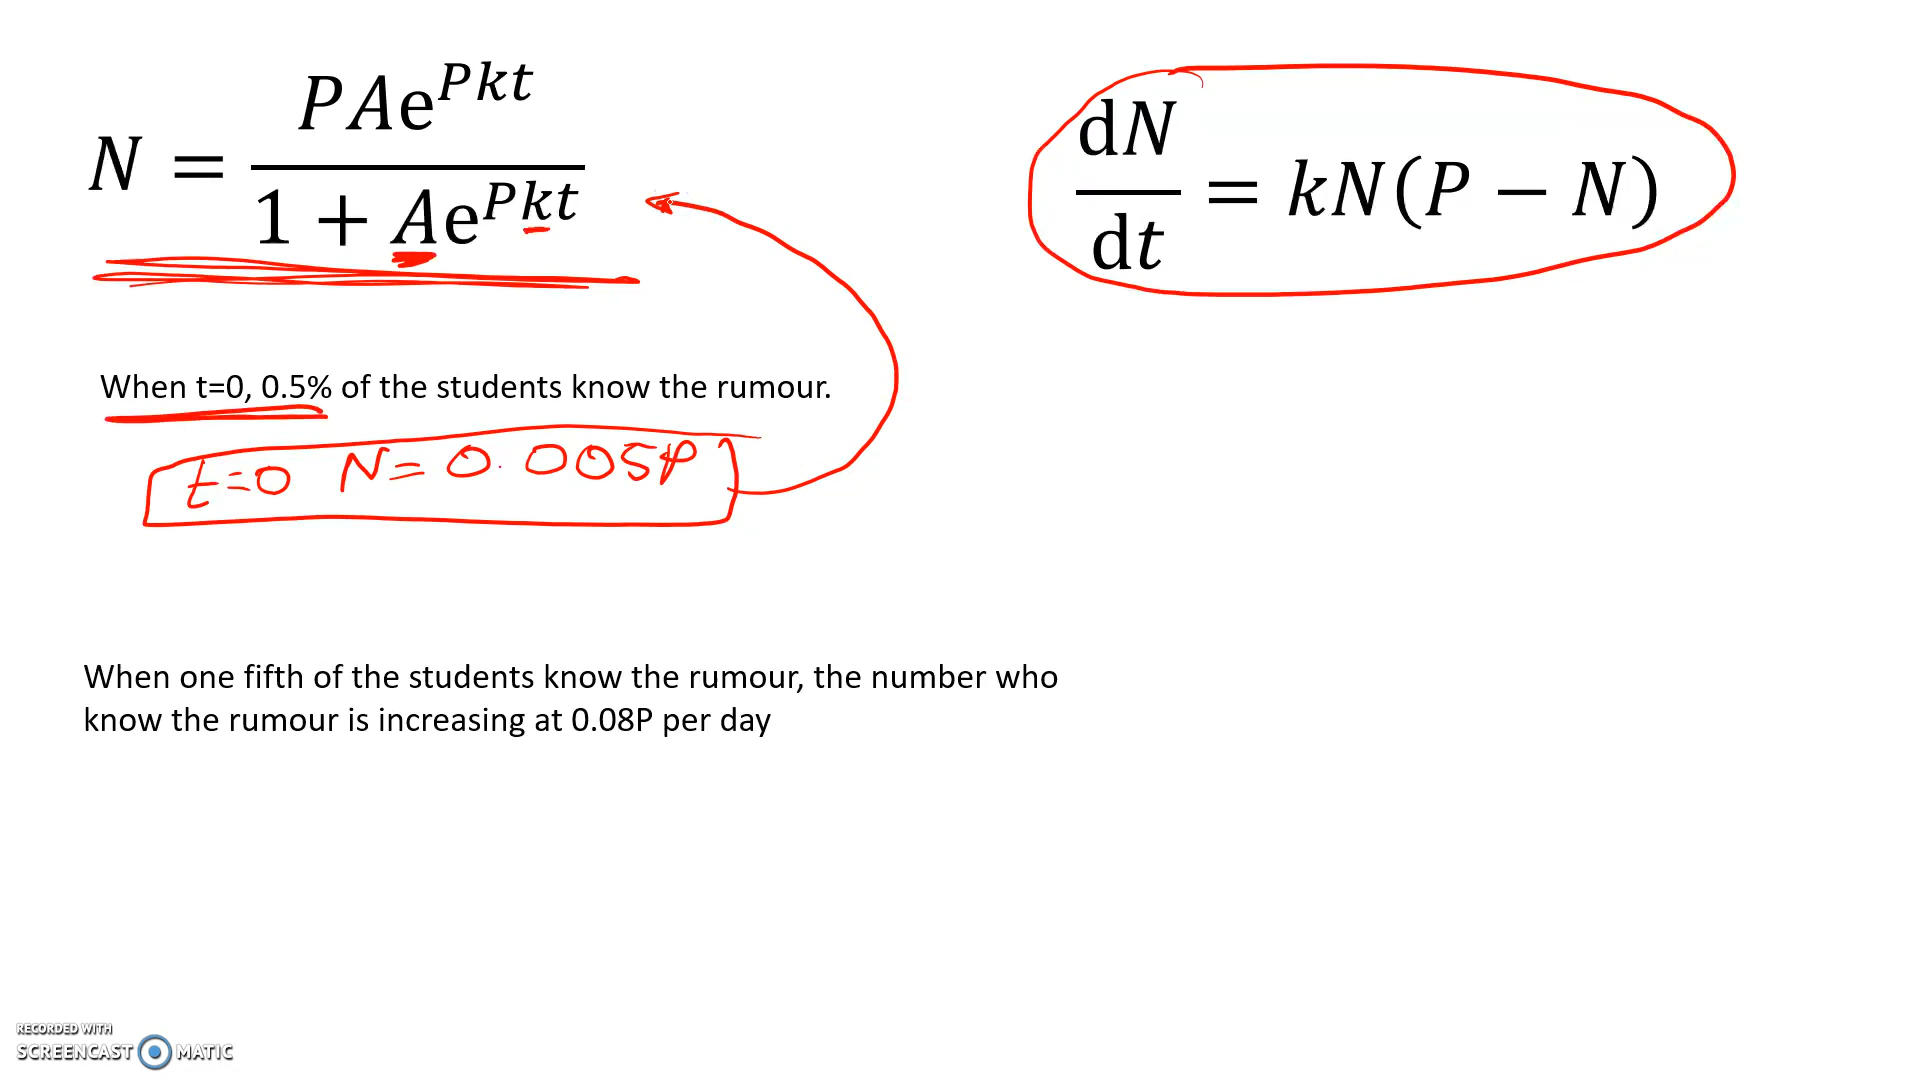 N = PAe^{Pkt} / (1 + Ae^{Pkt})
dN/dt = kN(P − N)
When t=0, 0.5% of the students know the rumour.
t=0 N=0.005P
When one fifth of the students know the rumour, the number who
know the rumour is increasing at 0.08P per day
RECORDED WITH
SCREENCAST MATIC